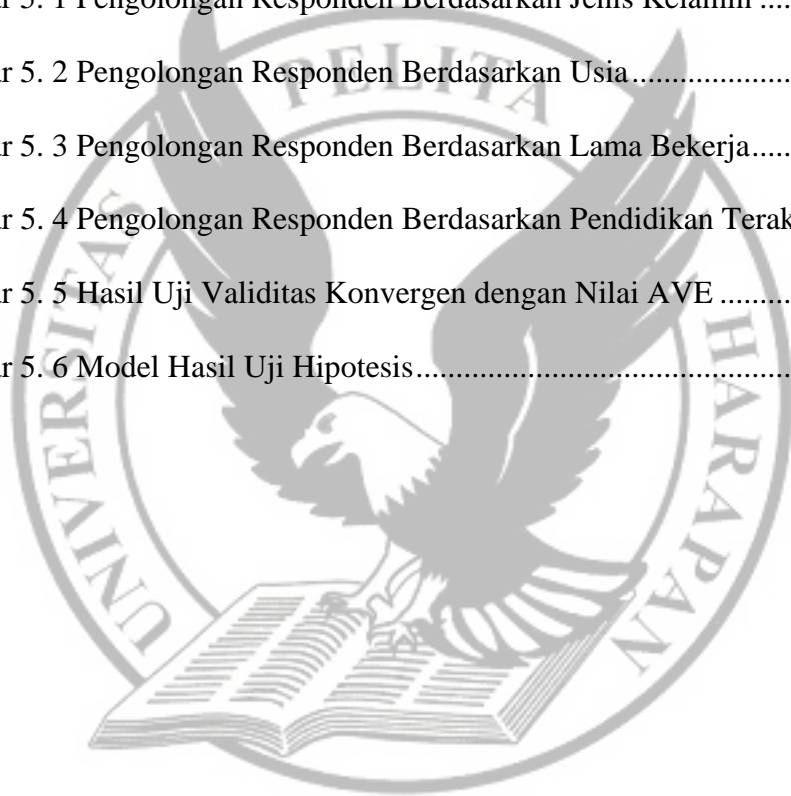 r 5. 1 Pengolongan Responden Berdasarkan Jenis Kelamin ....
r 5. 2 Pengolongan Responden Berdasarkan Usia...................
r 5. 3 Pengolongan Responden Berdasarkan Lama Bekerja.....
r 5. 4 Pengolongan Responden Berdasarkan Pendidikan Terak
r 5. 5 Hasil Uji Validitas Konvergen dengan Nilai AVE .........
r 5. 6 Model Hasil Uji Hipotesis.............................................
UNIVERSITAS PELITA HARAPAN